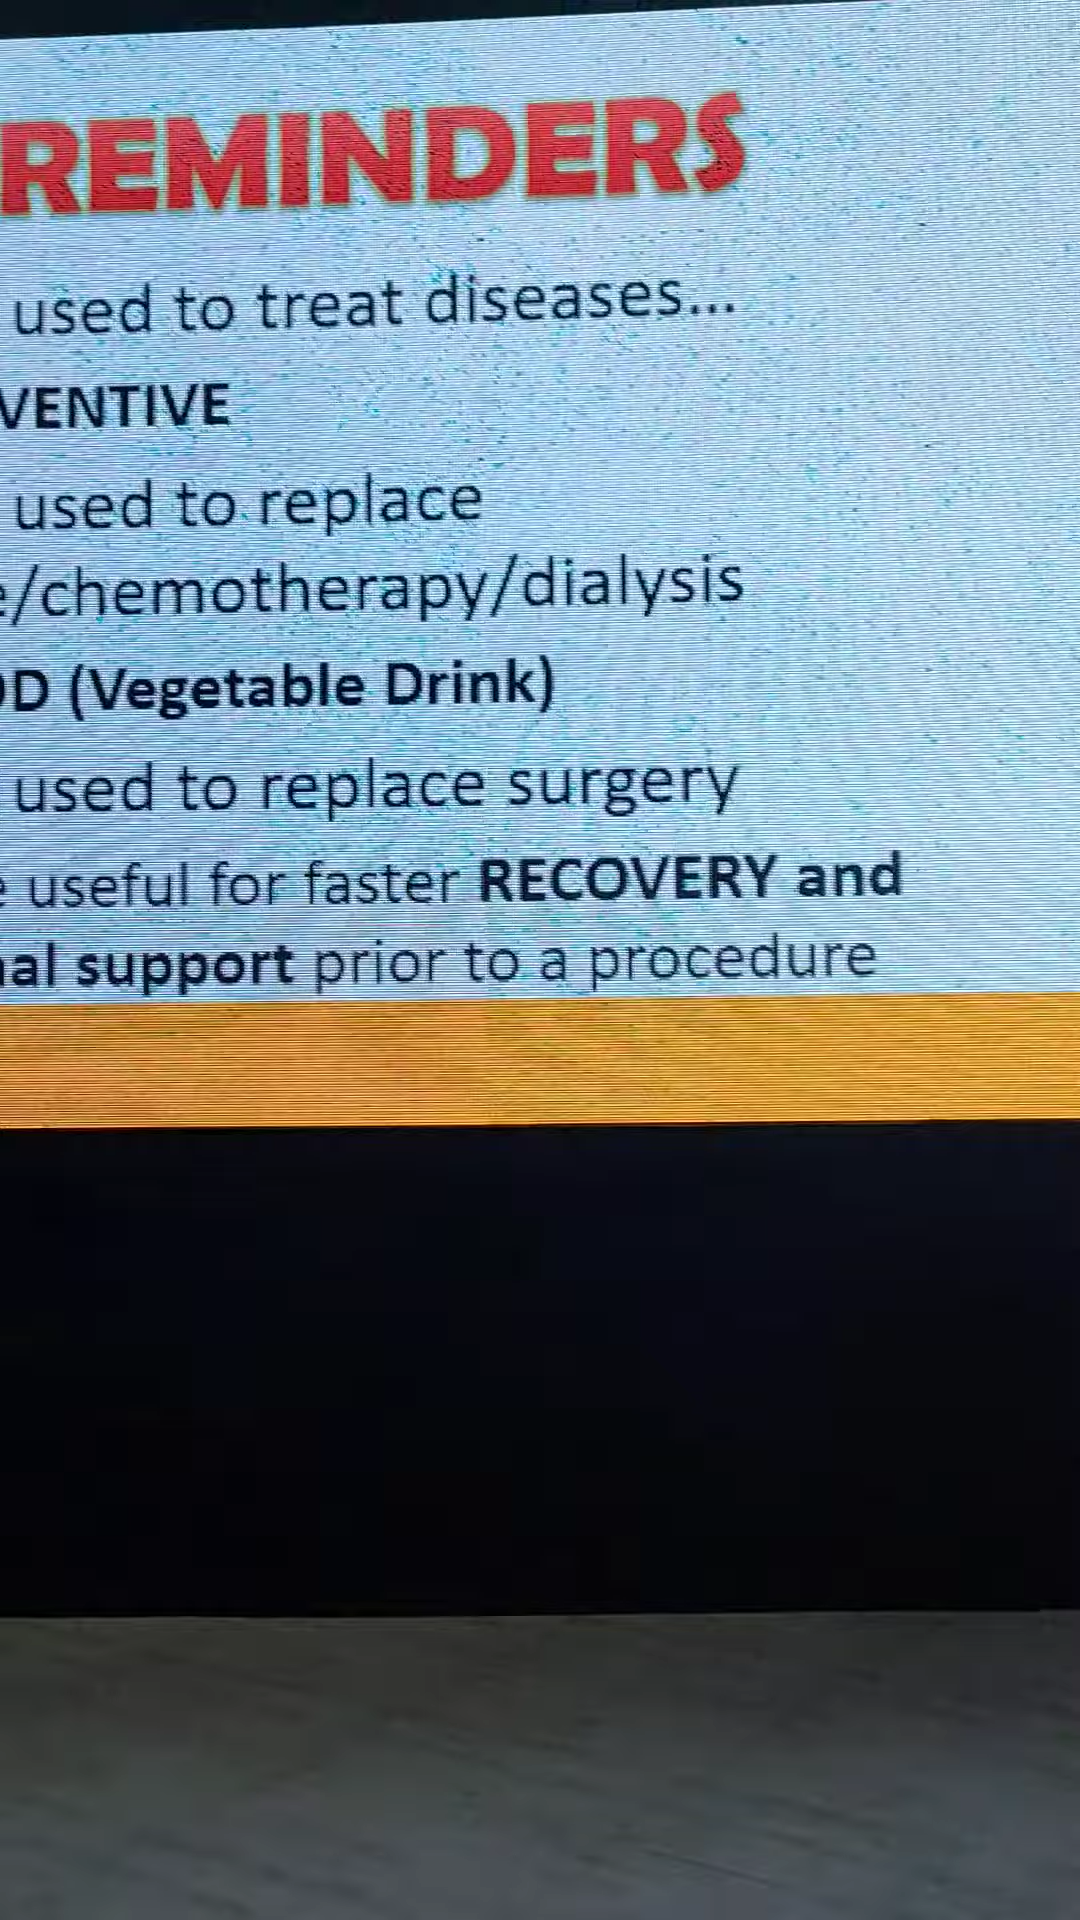 REMINDERS
used to treat diseases...
VENTIVE
used to replace
/chemotherapy/dialysis
D (Vegetable Drink)
used to replace surgery
useful for faster RECOVERY and
al support prior to a procedure